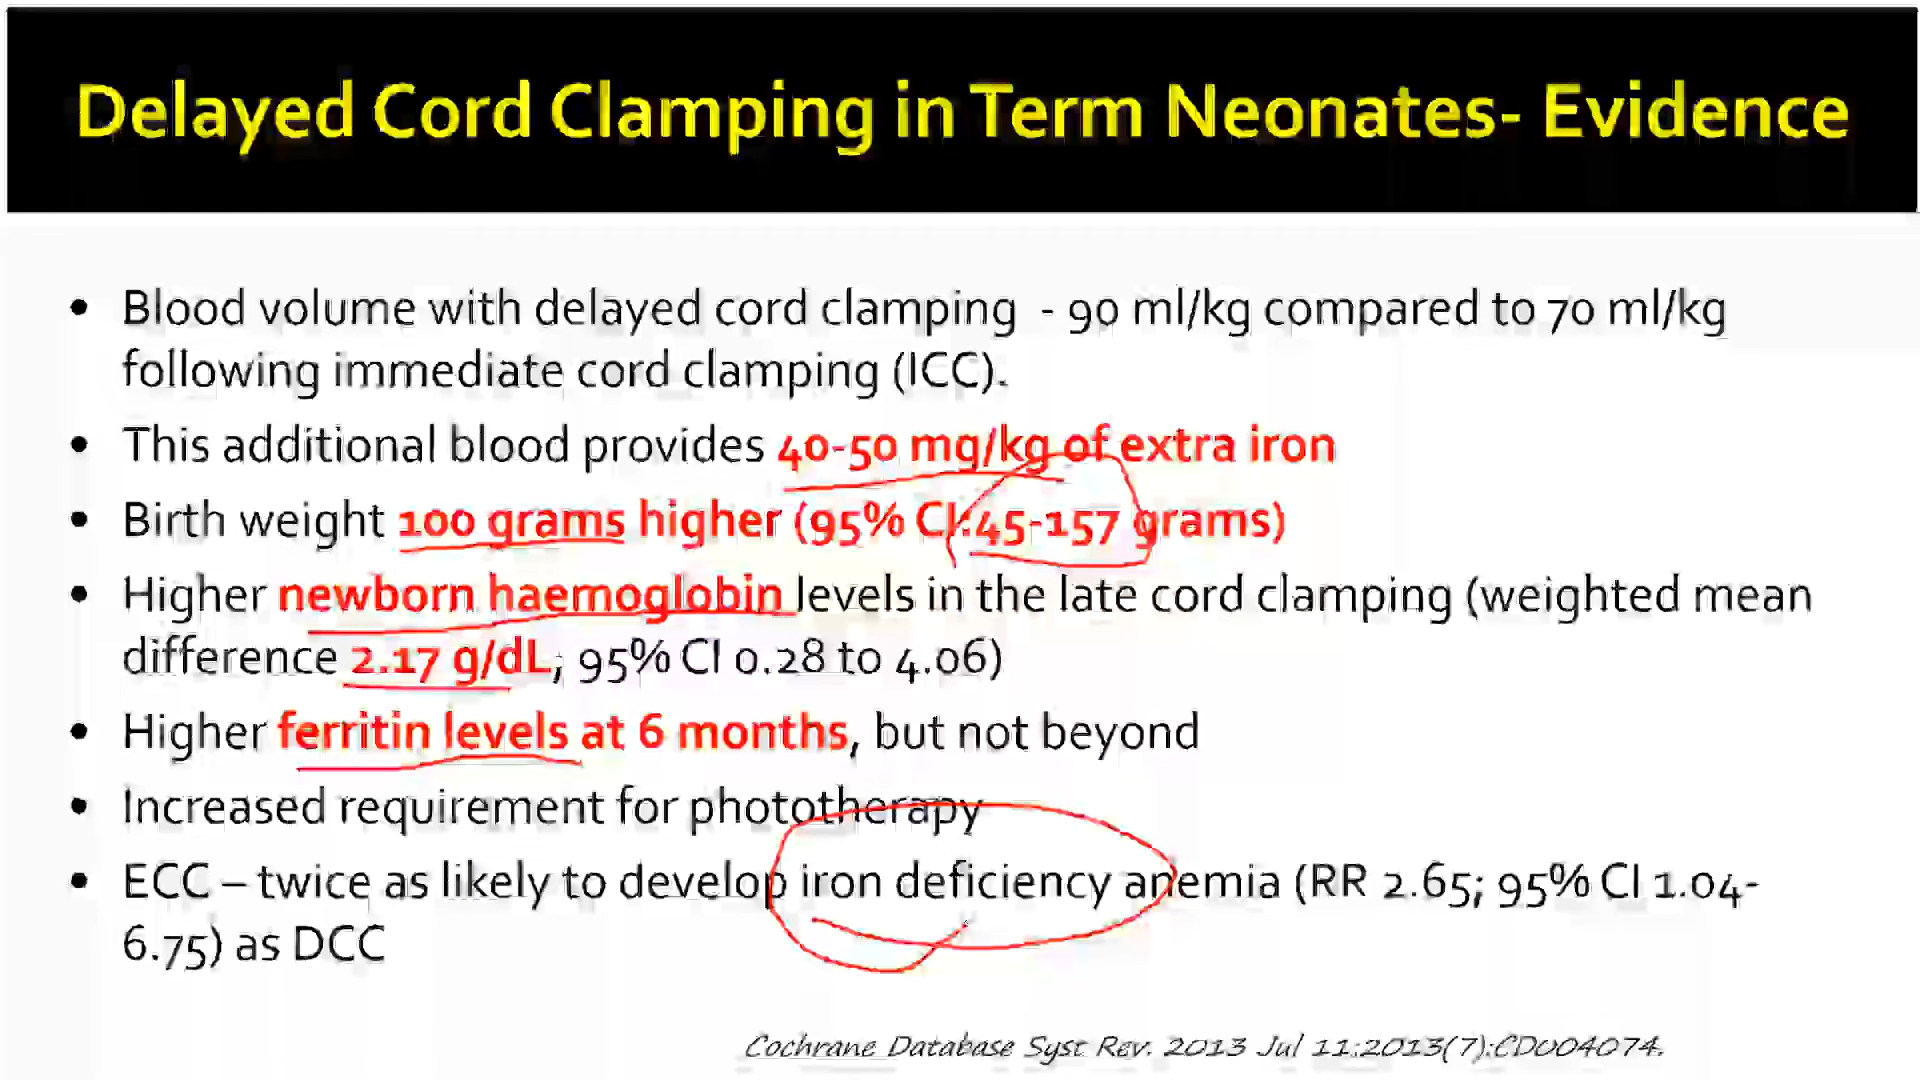 Delayed Cord Clamping in Term Neonates- Evidence
• Blood volume with delayed cord clamping - 90 ml/kg compared to 70 ml/kg
following immediate cord clamping (ICC).
• This additional blood provides 40-50 mg/kg of extra iron
• Birth weight 100 grams higher (95% CI:45-157 grams)
• Higher newborn haemoglobin levels in the late cord clamping (weighted mean
difference 2.17 g/dL; 95% CI 0.28 to 4.06)
• Higher ferritin levels at 6 months, but not beyond
• Increased requirement for phototherapy
• ECC – twice as likely to develop iron deficiency anemia (RR 2.65; 95% CI 1.04-
6.75) as DCC
Cochrane Database Syst Rev. 2013 Jul 11;2013(7):CD004074.